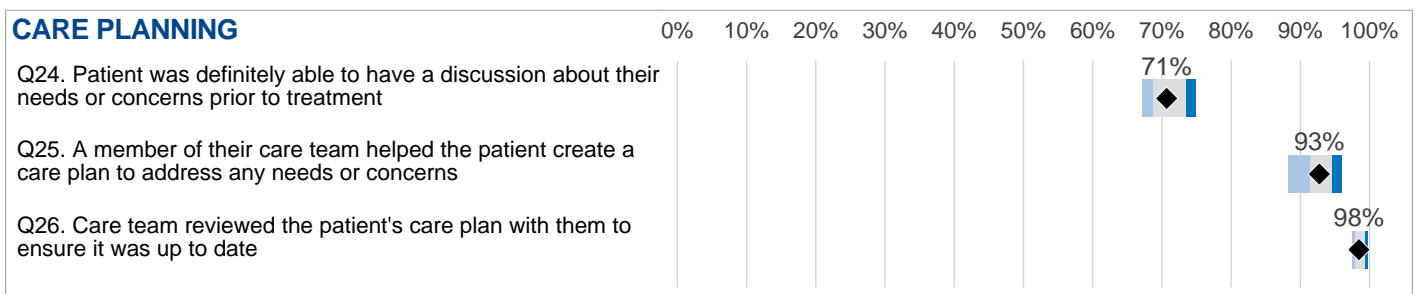 CARE PLANNING 0% 10% 20% 30% 40% 50% 60% 70% 80% 90% 100%
Q24. Patient was definitely able to have a discussion about their
needs or concerns prior to treatment
71%
Q25. A member of their care team helped the patient create a
care plan to address any needs or concerns
93%
Q26. Care team reviewed the patient's care plan with them to
ensure it was up to date
98%